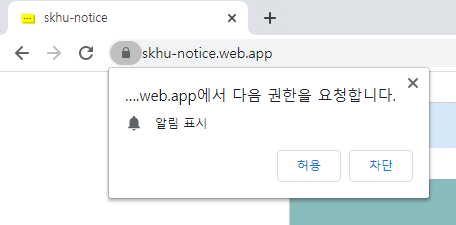 skhu-notice
skhu-notice.web.app
....web.app에서 다음 권한을 요청합니다.
알림 표시
허용
차단